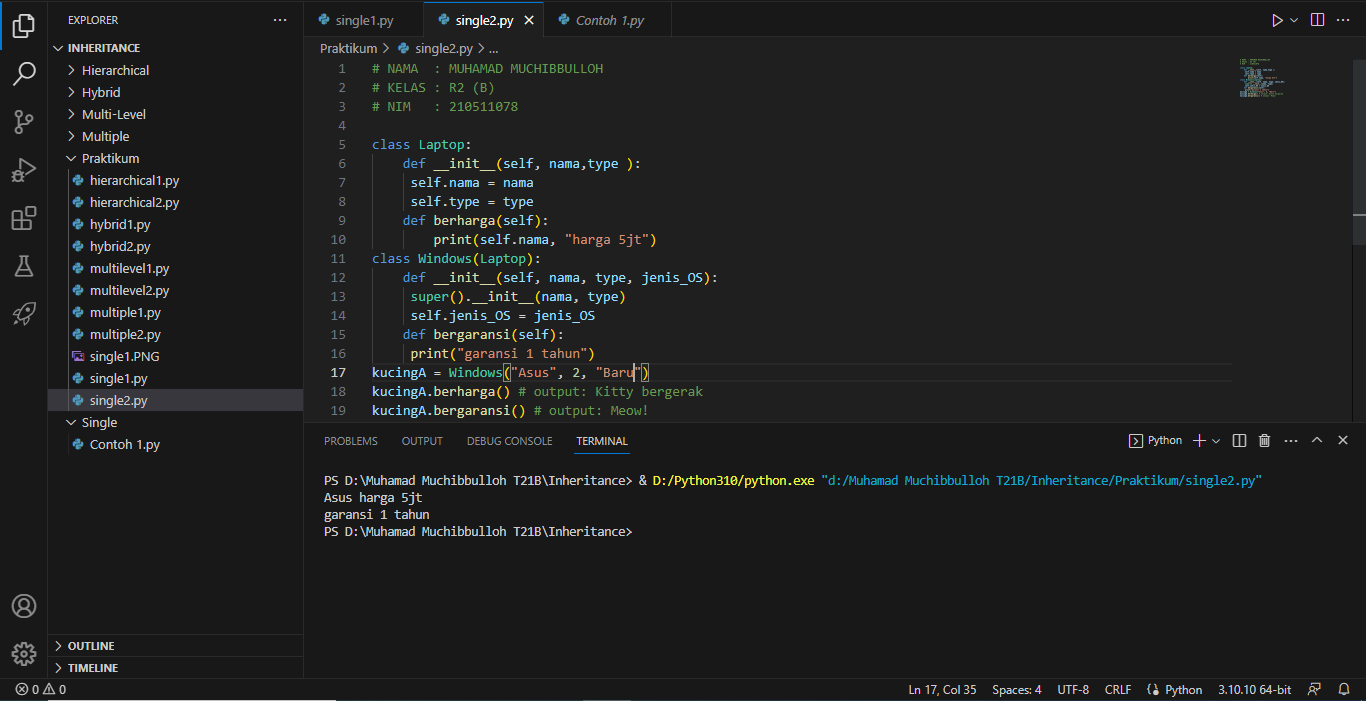 EXPLORER
INHERITANCE
Hierarchical
Hybrid
Multi-Level
Multiple
Praktikum
hierarchical1.py
hierarchical2.py
hybrid1.py
hybrid2.py
multilevel1.py
multilevel2.py
multiple1.py
multiple2.py
single1.PNG
single1.py
single2.py
Single
Contoh 1.py
OUTLINE
TIMELINE
single1.py single2.py Contoh 1.py
Praktikum > single2.py > ...
1 # NAMA  : MUHAMAD MUCHIBBULLOH
2 # KELAS : R2 (B)
3 # NIM   : 210511078
4
5 class Laptop:
6     def __init__(self, nama,type ):
7      self.nama = nama
8      self.type = type
9     def berharga(self):
10         print(self.nama, "harga 5jt")
11 class Windows(Laptop):
12     def __init__(self, nama, type, jenis_OS):
13      super().__init__(nama, type)
14      self.jenis_OS = jenis_OS
15     def bergaransi(self):
16      print("garansi 1 tahun")
17 kucingA = Windows("Asus", 2, "Baru")
18 kucingA.berharga() # output: Kitty bergerak
19 kucingA.bergaransi() # output: Meow!
PROBLEMS OUTPUT DEBUG CONSOLE TERMINAL Python
PS D:\Muhamad Muchibbulloh T21B\Inheritance> & D:/Python310/python.exe "d:/Muhamad Muchibbulloh T21B/Inheritance/Praktikum/single2.py"
Asus harga 5jt
garansi 1 tahun
PS D:\Muhamad Muchibbulloh T21B\Inheritance>
0 0 Ln 17, Col 35 Spaces: 4 UTF-8 CRLF Python 3.10.10 64-bit